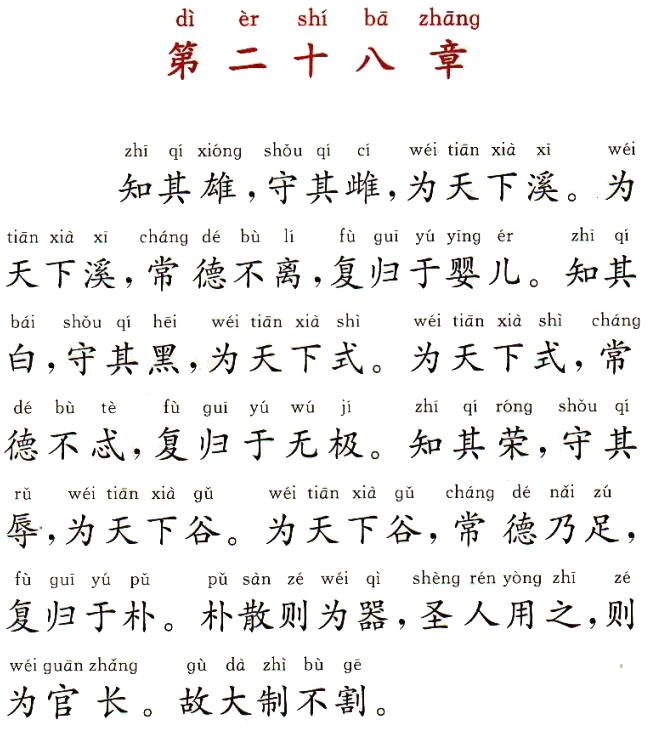 dì èr shí bā zhāng
第二十八章
zhī qí xióng shǒu qí cí wéi tiān xià xī wéi
知其雄，守其雌，为天下溪。为
tiān xià xī cháng dé bù lí fù guī yú yīng ér zhī qí
天下溪，常德不离，复归于婴儿。知其
bái shǒu qí hēi wéi tiān xià shì wéi tiān xià shì cháng
白，守其黑，为天下式。为天下式，常
dé bù tè fù guī yú wú jí zhī qí róng shǒu qí
德不忒，复归于无极。知其荣，守其
rǔ wéi tiān xià gǔ wéi tiān xià gǔ cháng dé nǎi zú
辱，为天下谷。为天下谷，常德乃足，
fù guī yú pǔ pǔ sàn zé wéi qì shèng rén yòng zhī zé
复归于朴。朴散则为器，圣人用之，则
wéi guān zhǎng gù dà zhì bù gē
为官长。故大制不割。